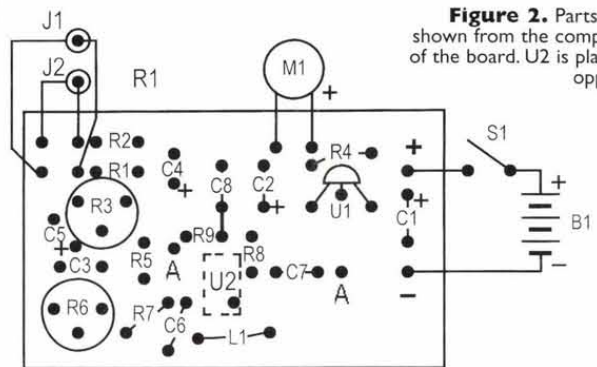 Figure 2. Parts
shown from the comp
of the board. U2 is pla
opp
J1
J2
R1
M1
+
S1
R2
R1
C4
+
C8
C2
+
R4
U1
+
C1
+
B1
+
−
R3
C5
+
C3
R5
A
R9
R8
U2
C7
A
−
R6
R7
C6
L1